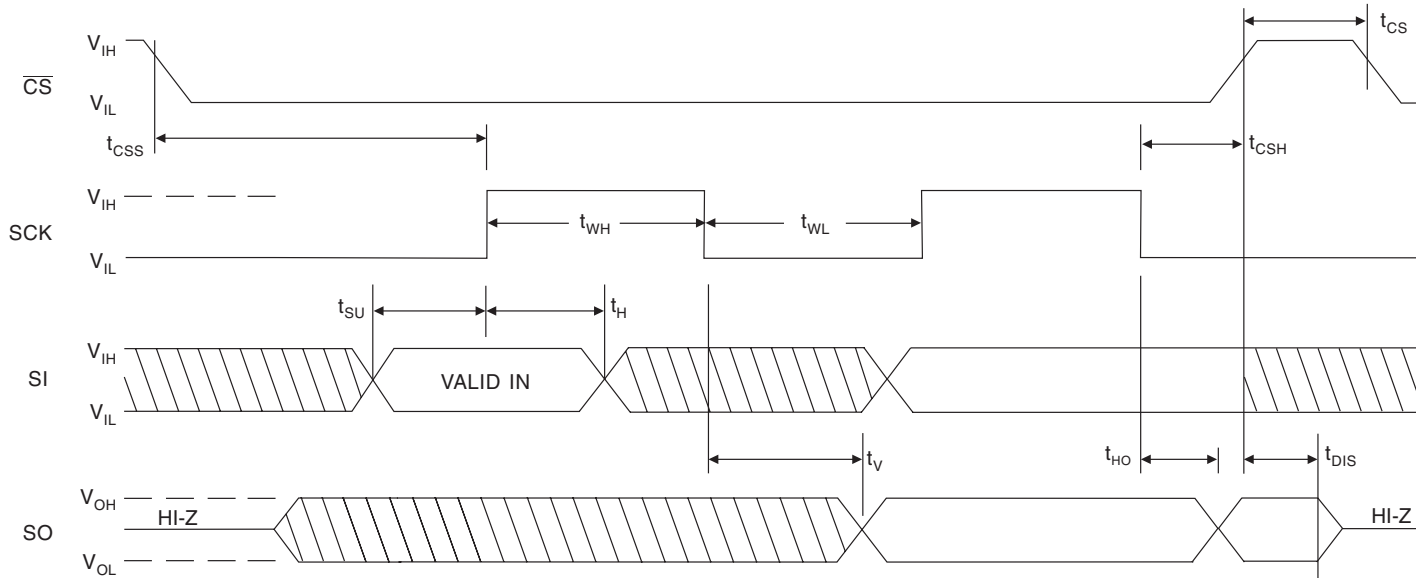 t_CS
V_IH
C̅S̅
V_IL
t_CSS
t_CSH
V_IH
t_WH
t_WL
SCK
V_IL
t_SU
t_H
V_IH
SI
VALID IN
V_IL
t_V
t_HO
t_DIS
V_OH
HI-Z
HI-Z
SO
V_OL